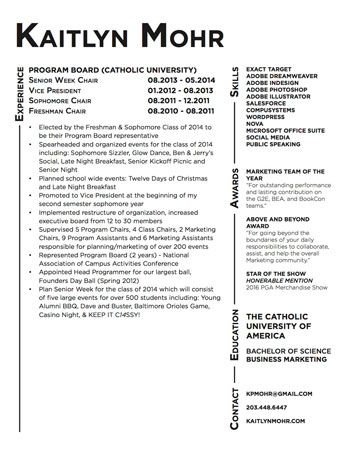 KAITLYN MOHR
EXPERIENCE
PROGRAM BOARD (CATHOLIC UNIVERSITY)
SENIOR WEEK CHAIR 08.2013 - 05.2014
VICE PRESIDENT 01.2012 - 08.2013
SOPHOMORE CHAIR 08.2011 - 12.2011
FRESHMAN CHAIR 08.2010 - 08.2011
• Elected by the Freshman & Sophomore Class of 2014 to
be their Program Board representative
• Spearheaded and organized events for the class of 2014
including: Sophomore Sizzler, Glow Dance, Ben & Jerry's
Social, Late Night Breakfast, Senior Kickoff Picnic and
Senior Night
• Planned school wide events: Twelve Days of Christmas
and Late Night Breakfast
• Promoted to Vice President at the beginning of my
second semester sophomore year
• Implemented restructure of organization, increased
executive board from 12 to 30 members
• Supervised 5 Program Chairs, 4 Class Chairs, 2 Marketing
Chairs, 9 Program Assistants and 6 Marketing Assistants
responsible for planning/marketing of over 200 events
• Represented Program Board (2 years) - National
Association of Campus Activities Conference
• Appointed Head Programmer for our largest ball,
Founders Day Ball (Spring 2012)
• Plan Senior Week for the class of 2014 which will consist
of five large events for over 500 students including: Young
Alumni BBQ, Dave and Buster, Baltimore Orioles Game,
Casino Night, & KEEP IT C14SSY!
SKILLS
EXACT TARGET
ADOBE DREAMWEAVER
ADOBE INDESIGN
ADOBE PHOTOSHOP
ADOBE ILLUSTRATOR
SALESFORCE
COMPUSYSTEMS
WORDPRESS
NOVA
MICROSOFT OFFICE SUITE
SOCIAL MEDIA
PUBLIC SPEAKING
AWARDS
MARKETING TEAM OF THE
YEAR
"For outstanding performance
and lasting contribution on
the G2E, BEA, and BookCon
teams."
ABOVE AND BEYOND
AWARD
"For going beyond the
boundaries of your daily
responsibilities to collaborate,
assist, and help the overall
Marketing community."
STAR OF THE SHOW
HONORABLE MENTION
2016 PGA Merchandise Show
EDUCATION
THE CATHOLIC
UNIVERSITY OF
AMERICA
BACHELOR OF SCIENCE
BUSINESS MARKETING
CONTACT
KPMOHR@GMAIL.COM
203.448.6447
KAITLYNMOHR.COM